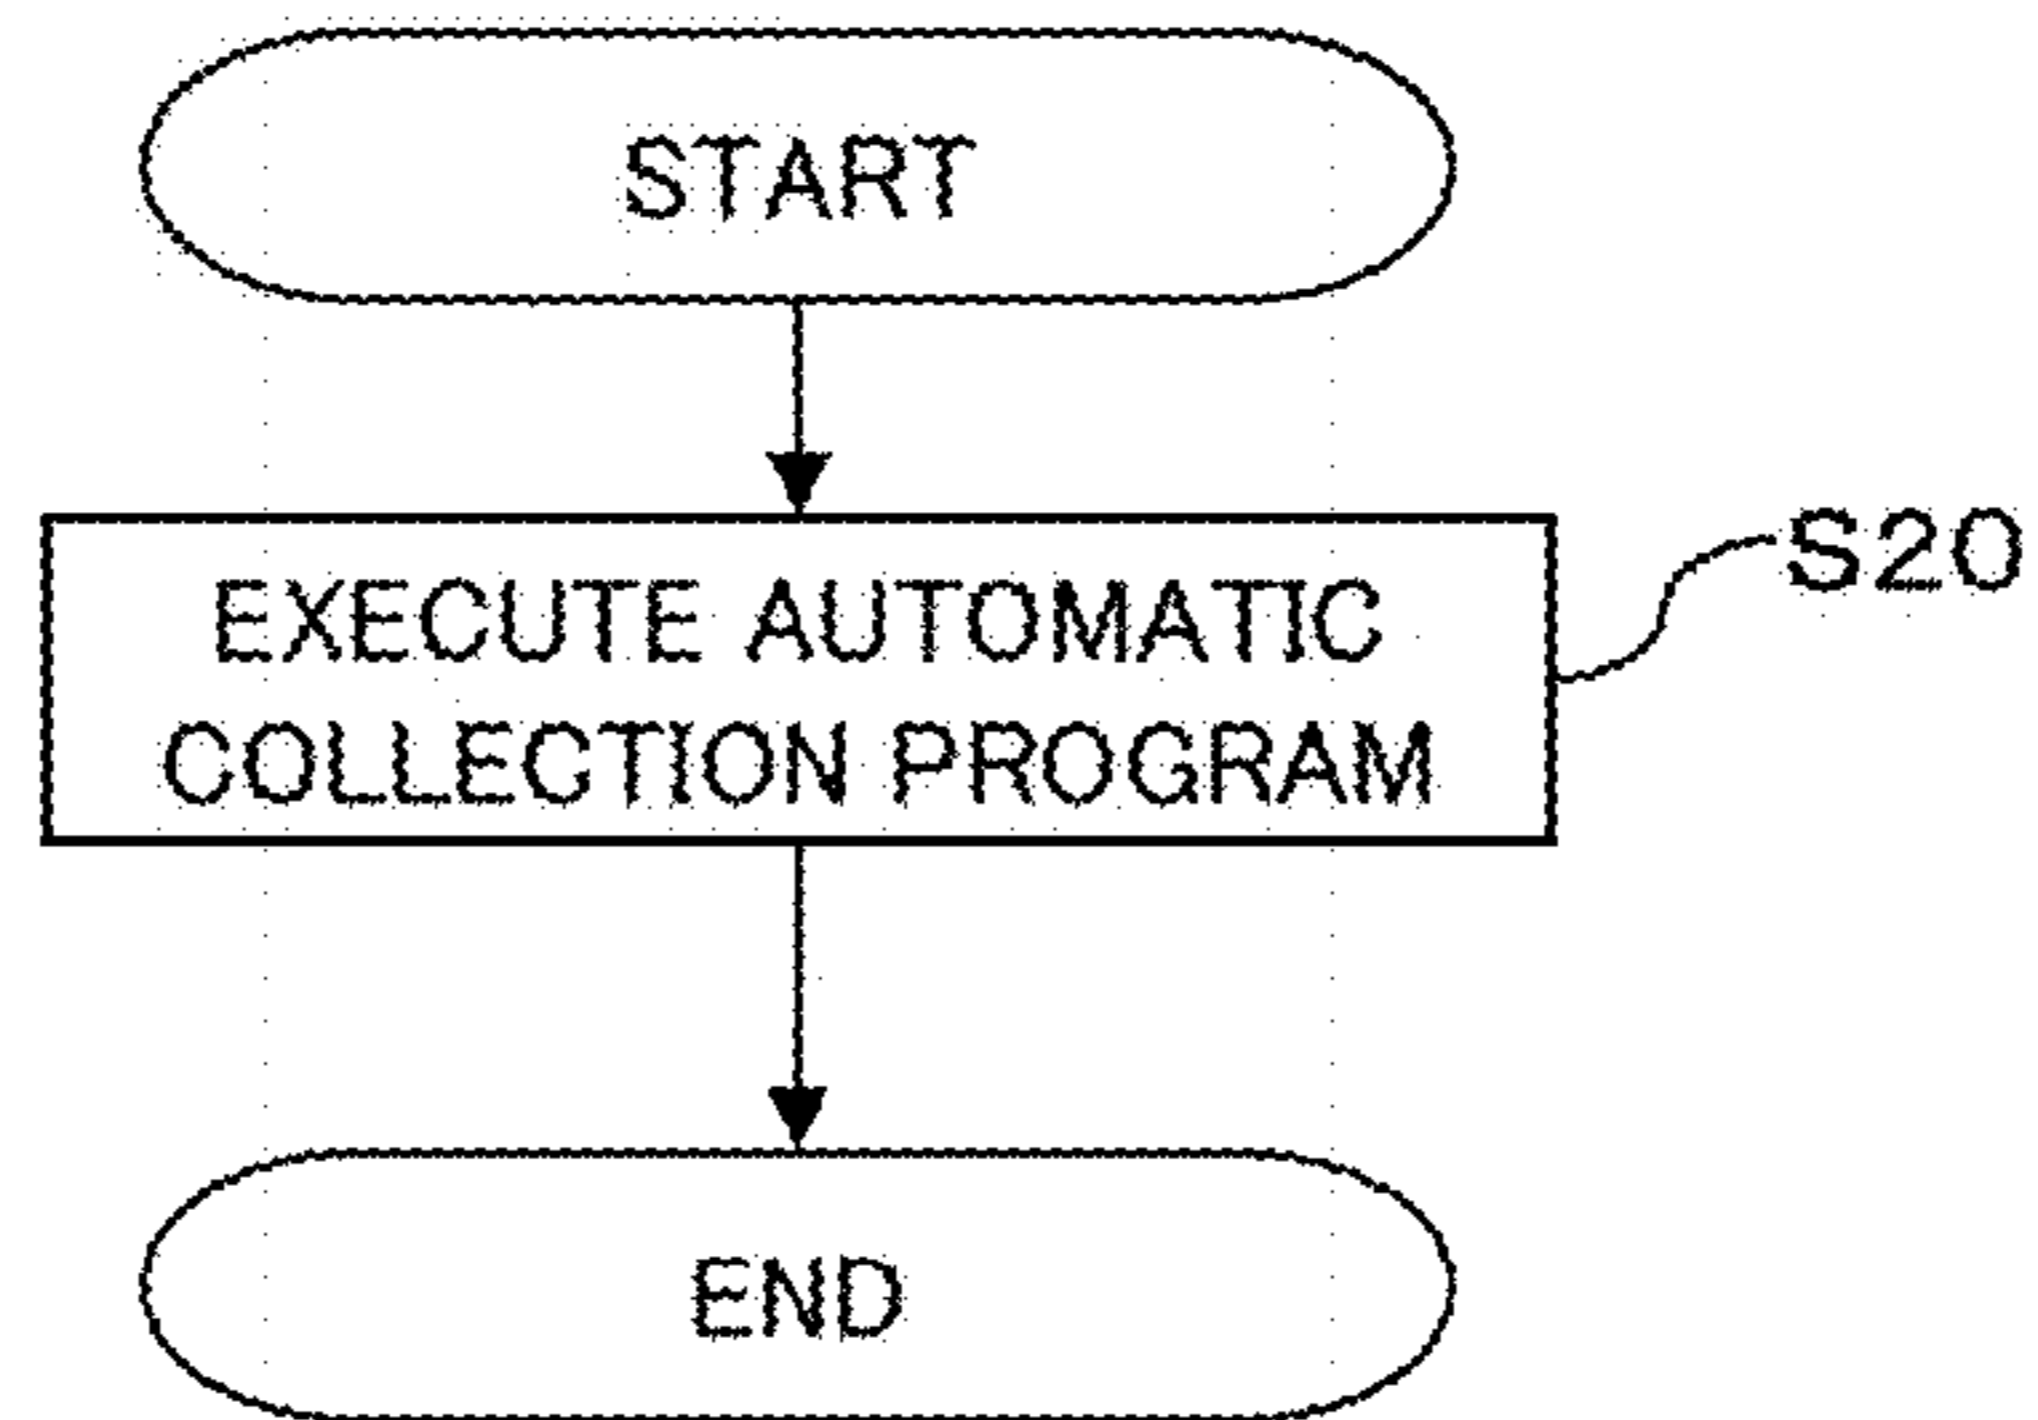 START
EXECUTE AUTOMATIC
COLLECTION PROGRAM
S20
END